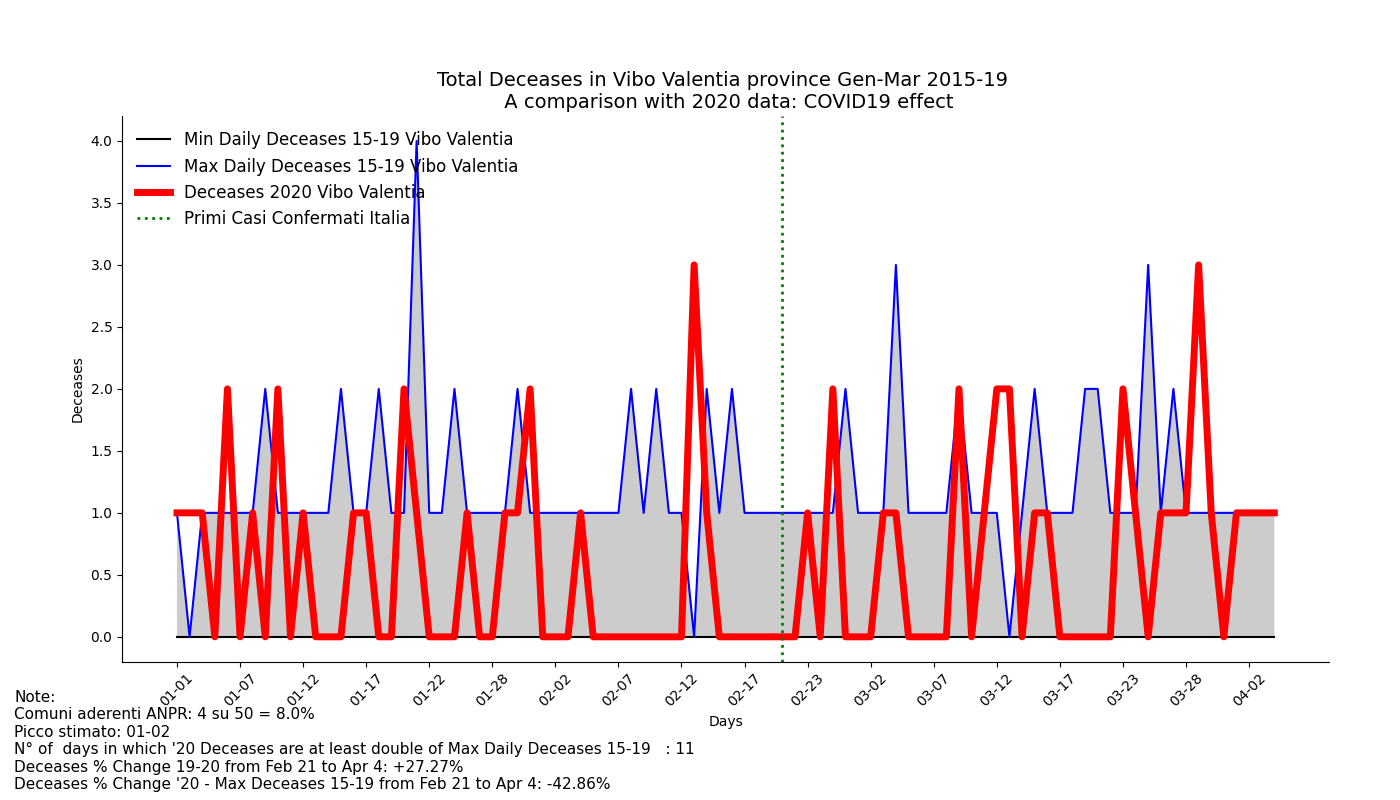 Total Deceases in Vibo Valentia province Gen-Mar 2015-19
A comparison with 2020 data: COVID19 effect
Min Daily Deceases 15-19 Vibo Valentia
Max Daily Deceases 15-19 Vibo Valentia
Deceases 2020 Vibo Valentia
Primi Casi Confermati Italia
4.0
3.5
3.0
2.5
2.0
1.5
1.0
0.5
0.0
Deceases
01-01 01-07 01-12 01-17 01-22 01-28 02-02 02-07 02-12 02-17 02-23 03-02 03-07 03-12 03-17 03-23 03-28 04-02
Days
Note:
Comuni aderenti ANPR: 4 su 50 = 8.0%
Picco stimato: 01-02
N° of  days in which '20 Deceases are at least double of Max Daily Deceases 15-19   : 11
Deceases % Change 19-20 from Feb 21 to Apr 4: +27.27%
Deceases % Change '20 - Max Deceases 15-19 from Feb 21 to Apr 4: -42.86%